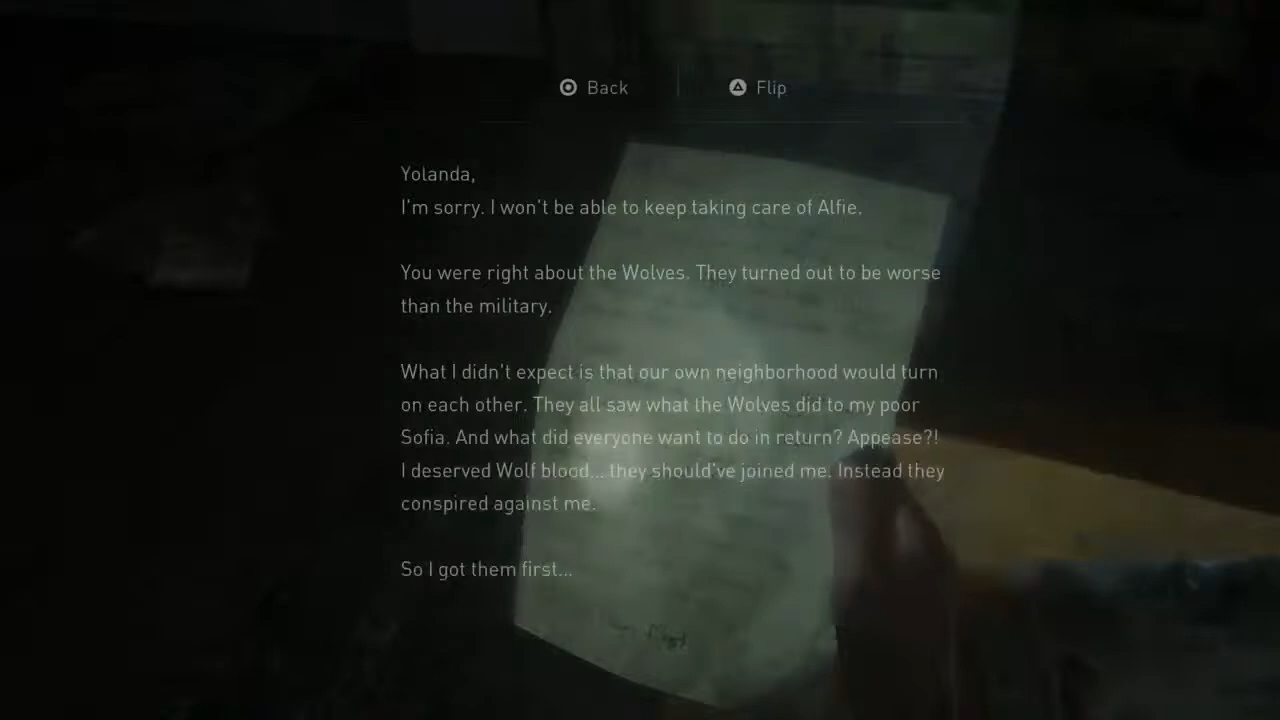 Back
Flip
Yolanda,
I'm sorry. I won't be able to keep taking care of Alfie.
You were right about the Wolves. They turned out to be worse
than the military.
What I didn't expect is that our own neighborhood would turn
on each other. They all saw what the Wolves did to my poor
Sofia. And what did everyone want to do in return? Appease?!
I deserved Wolf blood... they should've joined me. Instead they
conspired against me.
So I got them first...